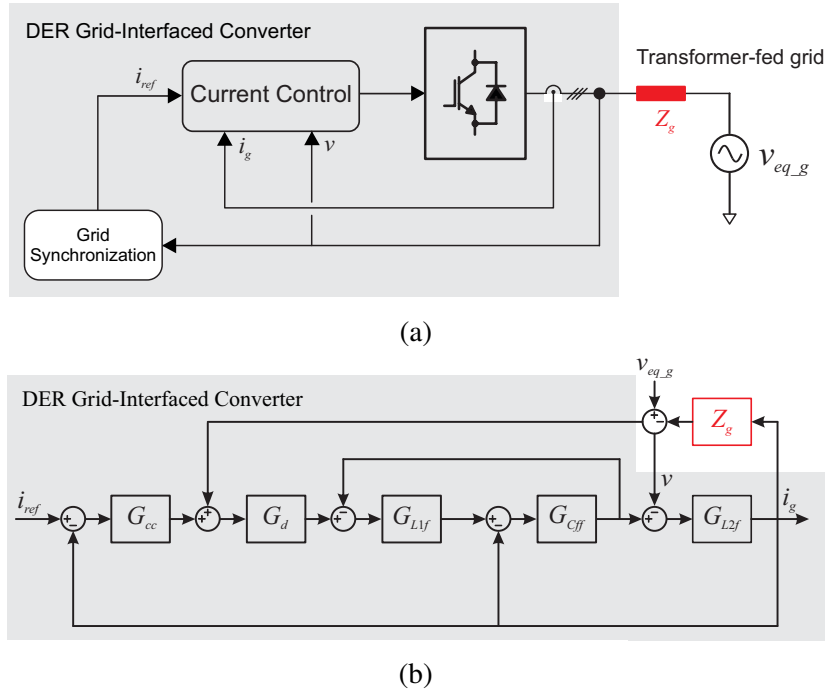 DER Grid-Interfaced Converter
i_ref
Current Control
i_g
v
Transformer-fed grid
Z_g
v_eq_g
Grid
Synchronization
(a)
DER Grid-Interfaced Converter
v_eq_g
+
-
-
Z_g
v
i_ref
+
-
G_cc
+
+
G_d
+
-
G_L1f
+
-
G_Cff
+
-
G_L2f
i_g
(b)